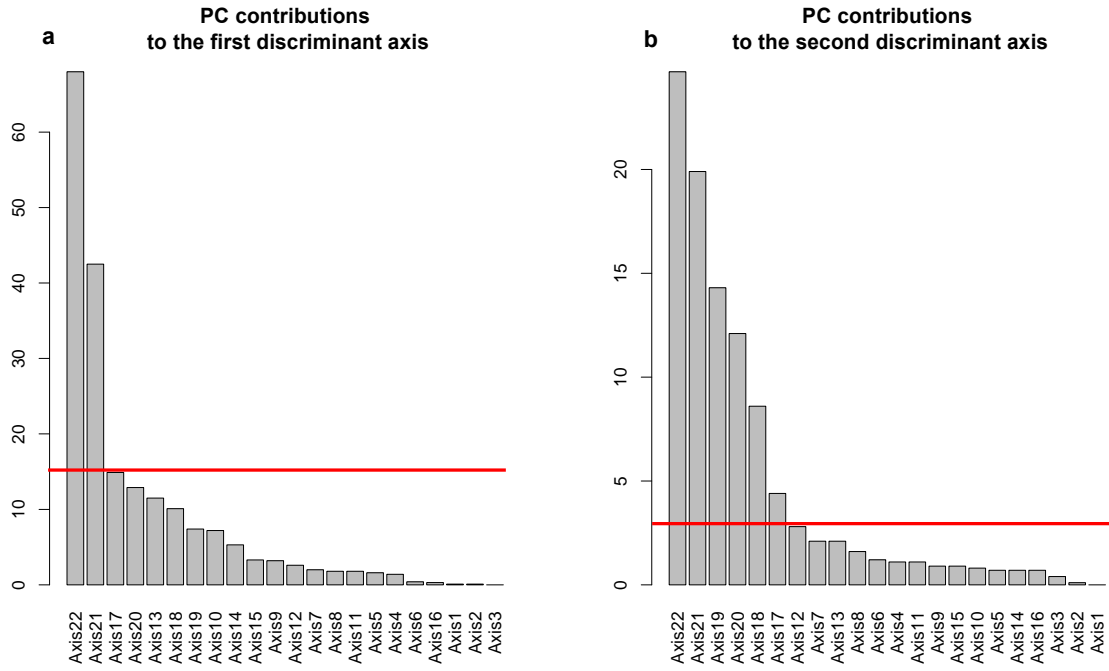 a
PC contributions
to the first discriminant axis
60
50
40
30
20
10
0
Axis22
Axis21
Axis17
Axis20
Axis13
Axis18
Axis19
Axis10
Axis14
Axis15
Axis9
Axis12
Axis7
Axis8
Axis11
Axis5
Axis4
Axis6
Axis16
Axis1
Axis2
Axis3
b
PC contributions
to the second discriminant axis
20
15
10
5
0
Axis22
Axis21
Axis19
Axis20
Axis18
Axis17
Axis12
Axis7
Axis13
Axis8
Axis6
Axis4
Axis11
Axis9
Axis15
Axis10
Axis5
Axis14
Axis16
Axis3
Axis2
Axis1